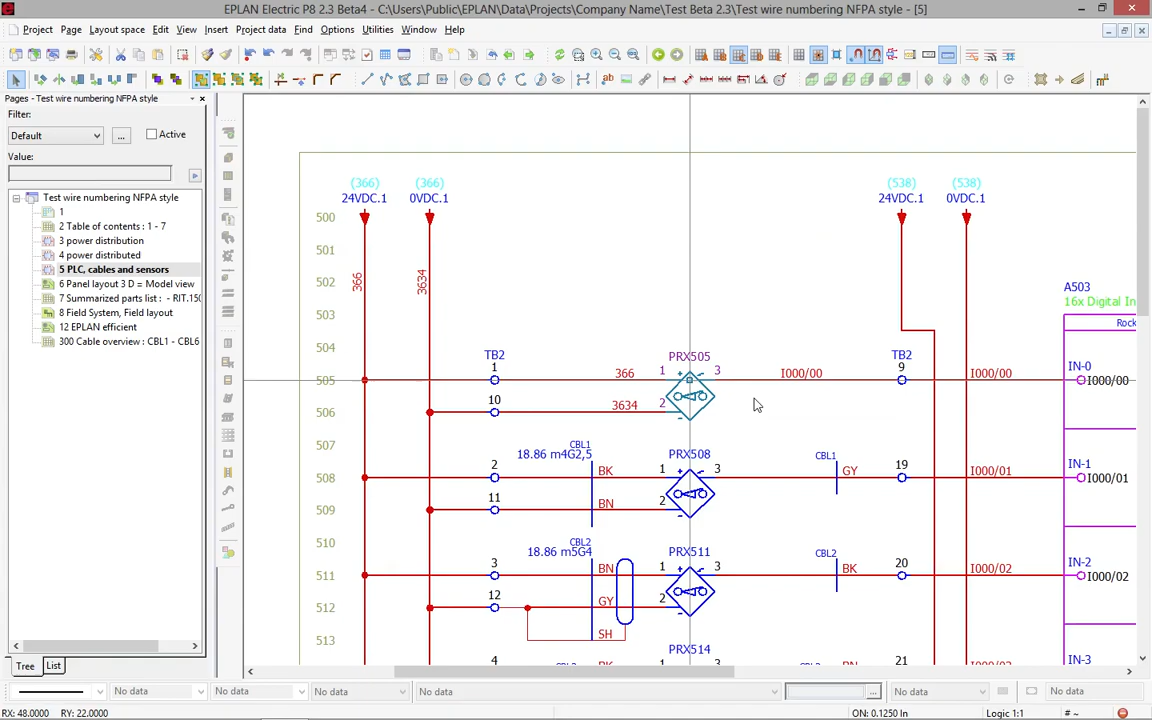 EPLAN Electric P8 2.3 Beta4 - C:\Users\Public\EPLAN\Data\Projects\Company Name\Test Beta 2.3\Test wire numbering NFPA style - [5]
Project Page Layout space Edit View Insert Project data Find Options Utilities Window Help
Pages - Test wire numbering NFPA style
Filter:
Default ... Active
Value:
Test wire numbering NFPA style
1
2 Table of contents : 1 - 7
3 power distribution
4 power distributed
5 PLC, cables and sensors
6 Panel layout 3 D = Model view
7 Summarized parts list : - RIT.150
8 Field System, Field layout
12 EPLAN efficient
300 Cable overview : CBL1 - CBL6
Tree List
(366) (366) (538) (538)
24VDC.1 0VDC.1 24VDC.1 0VDC.1
500
501
502 366 3634
A503
16x Digital In
503
Rock
504
TB2 PRX505 TB2
1 366 1 3 I000/00 9 I000/00 IN-0
505 I000/00
10 3634 2
506
507
CBL1 PRX508 CBL1
18.86 m4G2,5
2 BK 1 3 GY 19 I000/01 IN-1
508 I000/01
11 BN 2
509
510
CBL2 PRX511 CBL2
18.86 m5G4
3 BN 1 3 BK 20 I000/02 IN-2
511 I000/02
12 GY 2
512
513 SH
PRX514
4 21 IN-3
No data No data No data No data ... No data No data
RX: 48.0000 RY: 22.0000 ON: 0.1250 In Logic 1:1 # ~